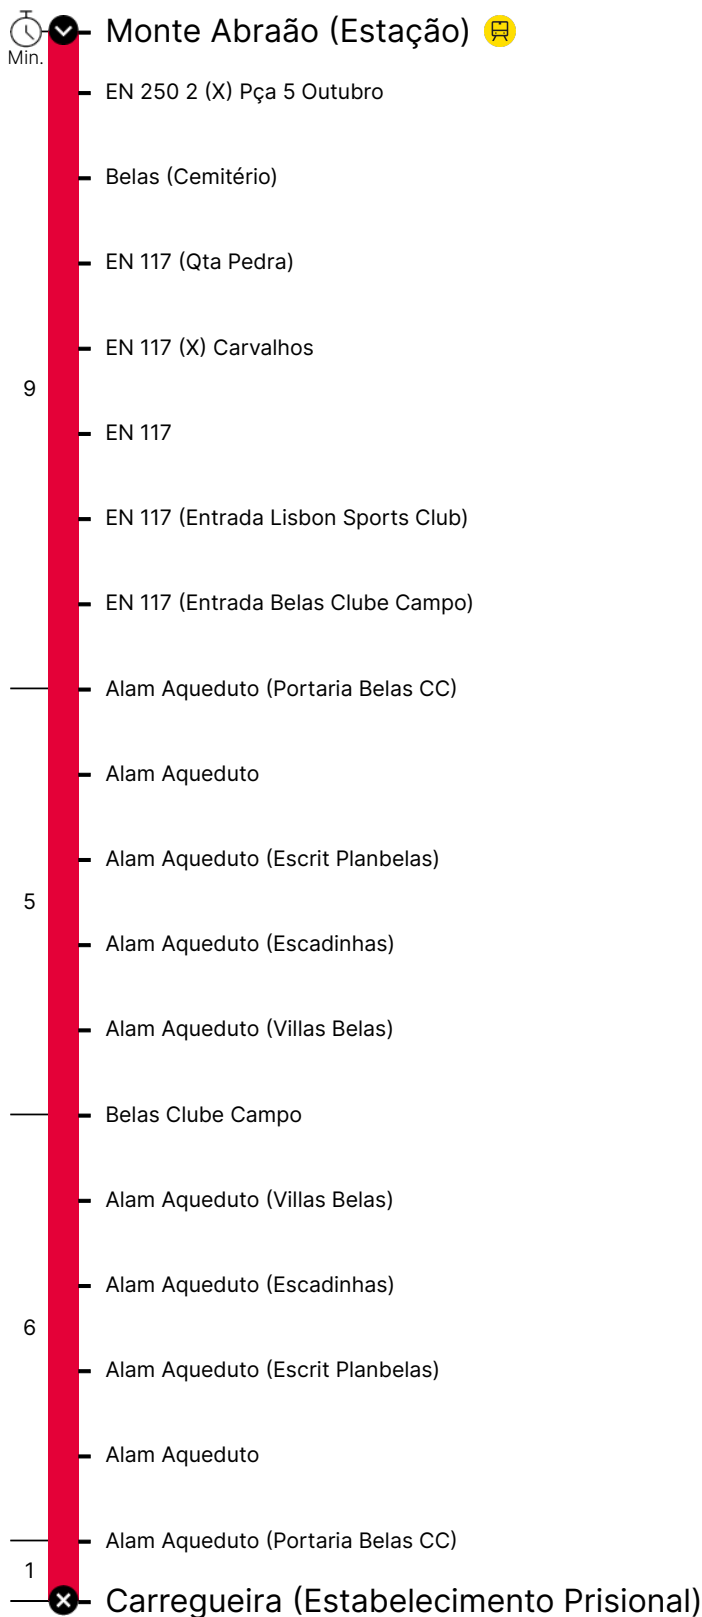 Monte Abraão (Estação)
Min.
EN 250 2 (X) Pça 5 Outubro
Belas (Cemitério)
EN 117 (Qta Pedra)
EN 117 (X) Carvalhos
9
EN 117
EN 117 (Entrada Lisbon Sports Club)
EN 117 (Entrada Belas Clube Campo)
Alam Aqueduto (Portaria Belas CC)
Alam Aqueduto
Alam Aqueduto (Escrit Planbelas)
5
Alam Aqueduto (Escadinhas)
Alam Aqueduto (Villas Belas)
Belas Clube Campo
Alam Aqueduto (Villas Belas)
Alam Aqueduto (Escadinhas)
6
Alam Aqueduto (Escrit Planbelas)
Alam Aqueduto
Alam Aqueduto (Portaria Belas CC)
1
Carregueira (Estabelecimento Prisional)